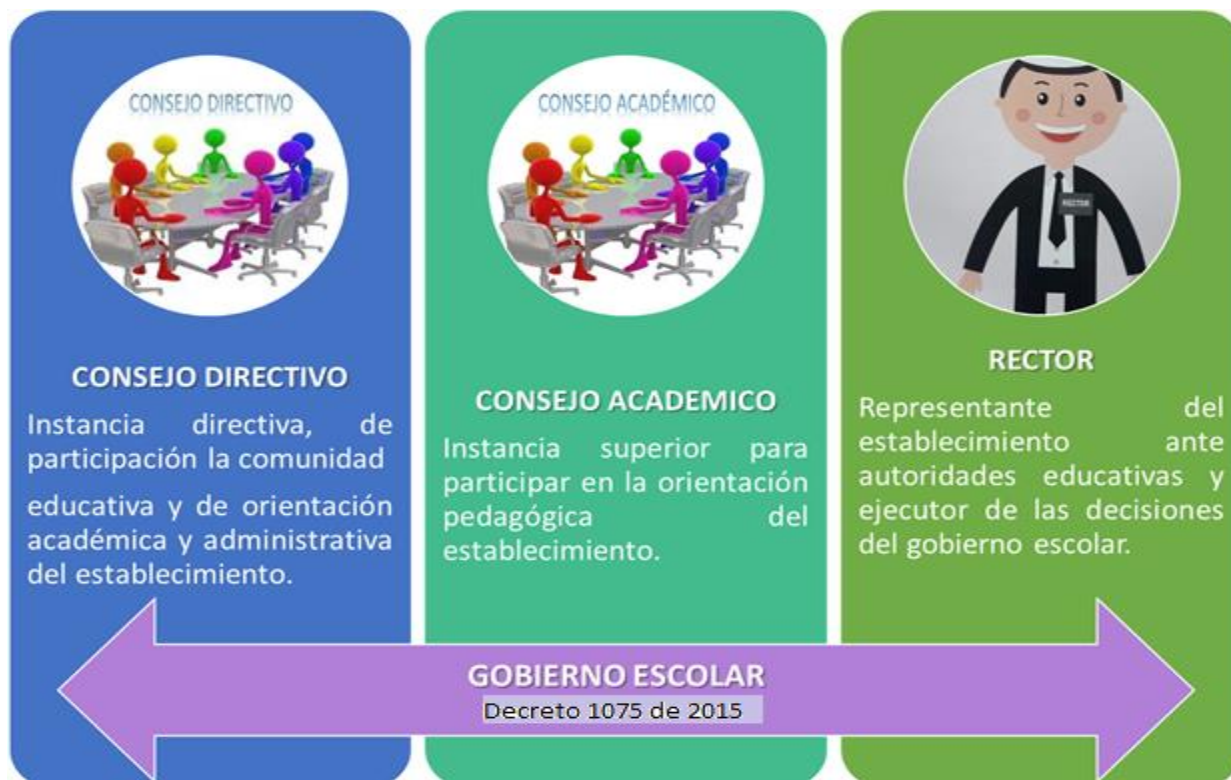 CONSEJO DIRECTIVO
CONSEJO DIRECTIVO
Instancia directiva, de
participación la comunidad
educativa y de orientación
académica y administrativa
del establecimiento.
CONSEJO ACADÉMICO
CONSEJO ACADEMICO
Instancia superior para
participar en la orientación
pedagógica del
establecimiento.
RECTOR
RECTOR
Representante del
establecimiento ante
autoridades educativas y
ejecutor de las decisiones
del gobierno escolar.
GOBIERNO ESCOLAR
Decreto 1075 de 2015